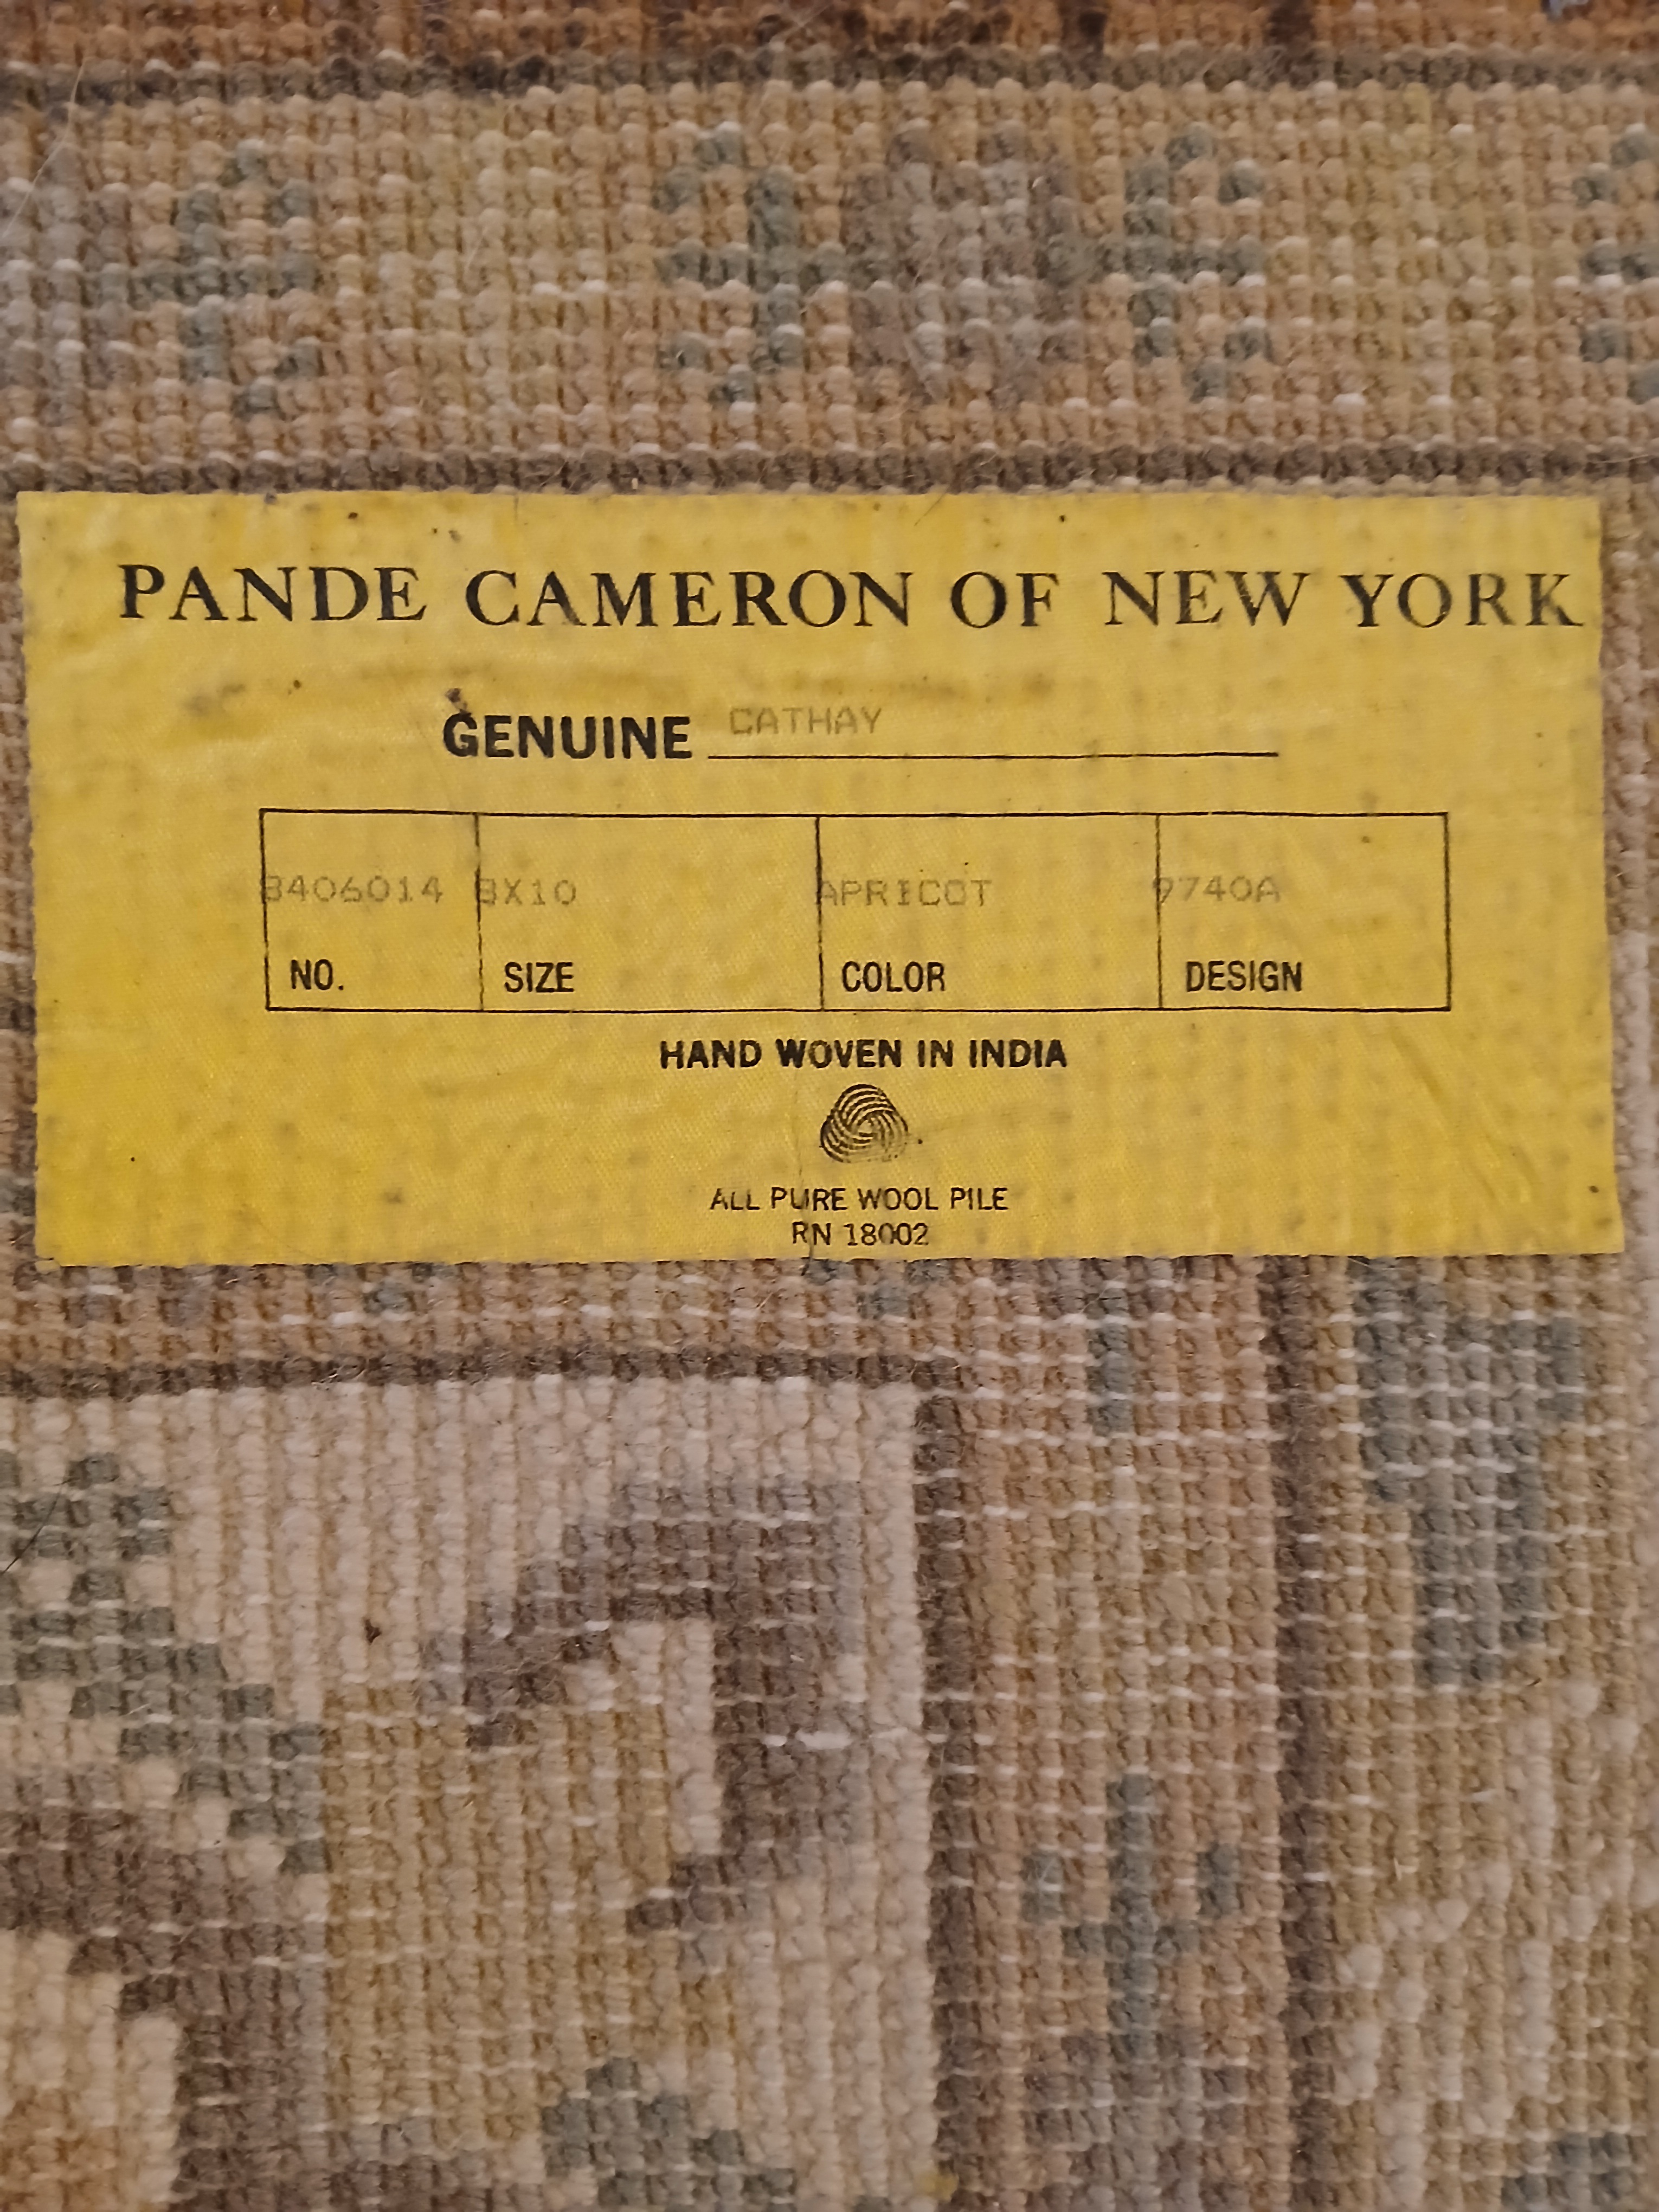 PANDE CAMERON OF NEW YORK
GENUINE CATHAY
8406014 8X10 APRICOT 9740A
NO. SIZE COLOR DESIGN
HAND WOVEN IN INDIA
ALL PURE WOOL PILE
RN 18002